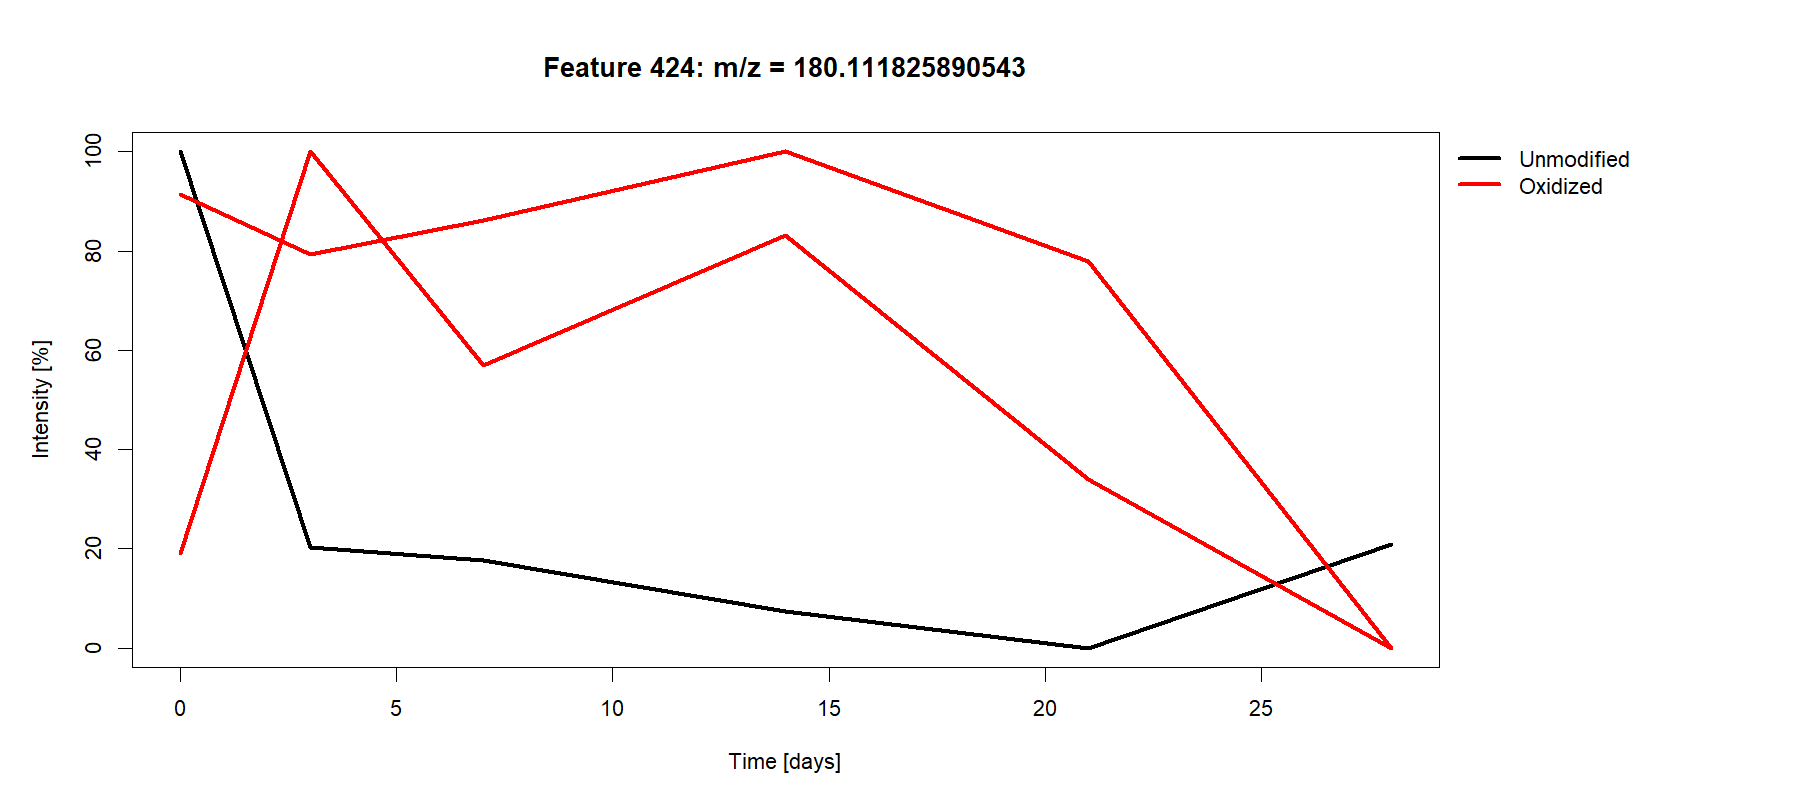 Feature 424: m/z = 180.111825890543
Unmodified
Oxidized
Intensity [%]
100
80
60
40
20
0
0 5 10 15 20 25
Time [days]